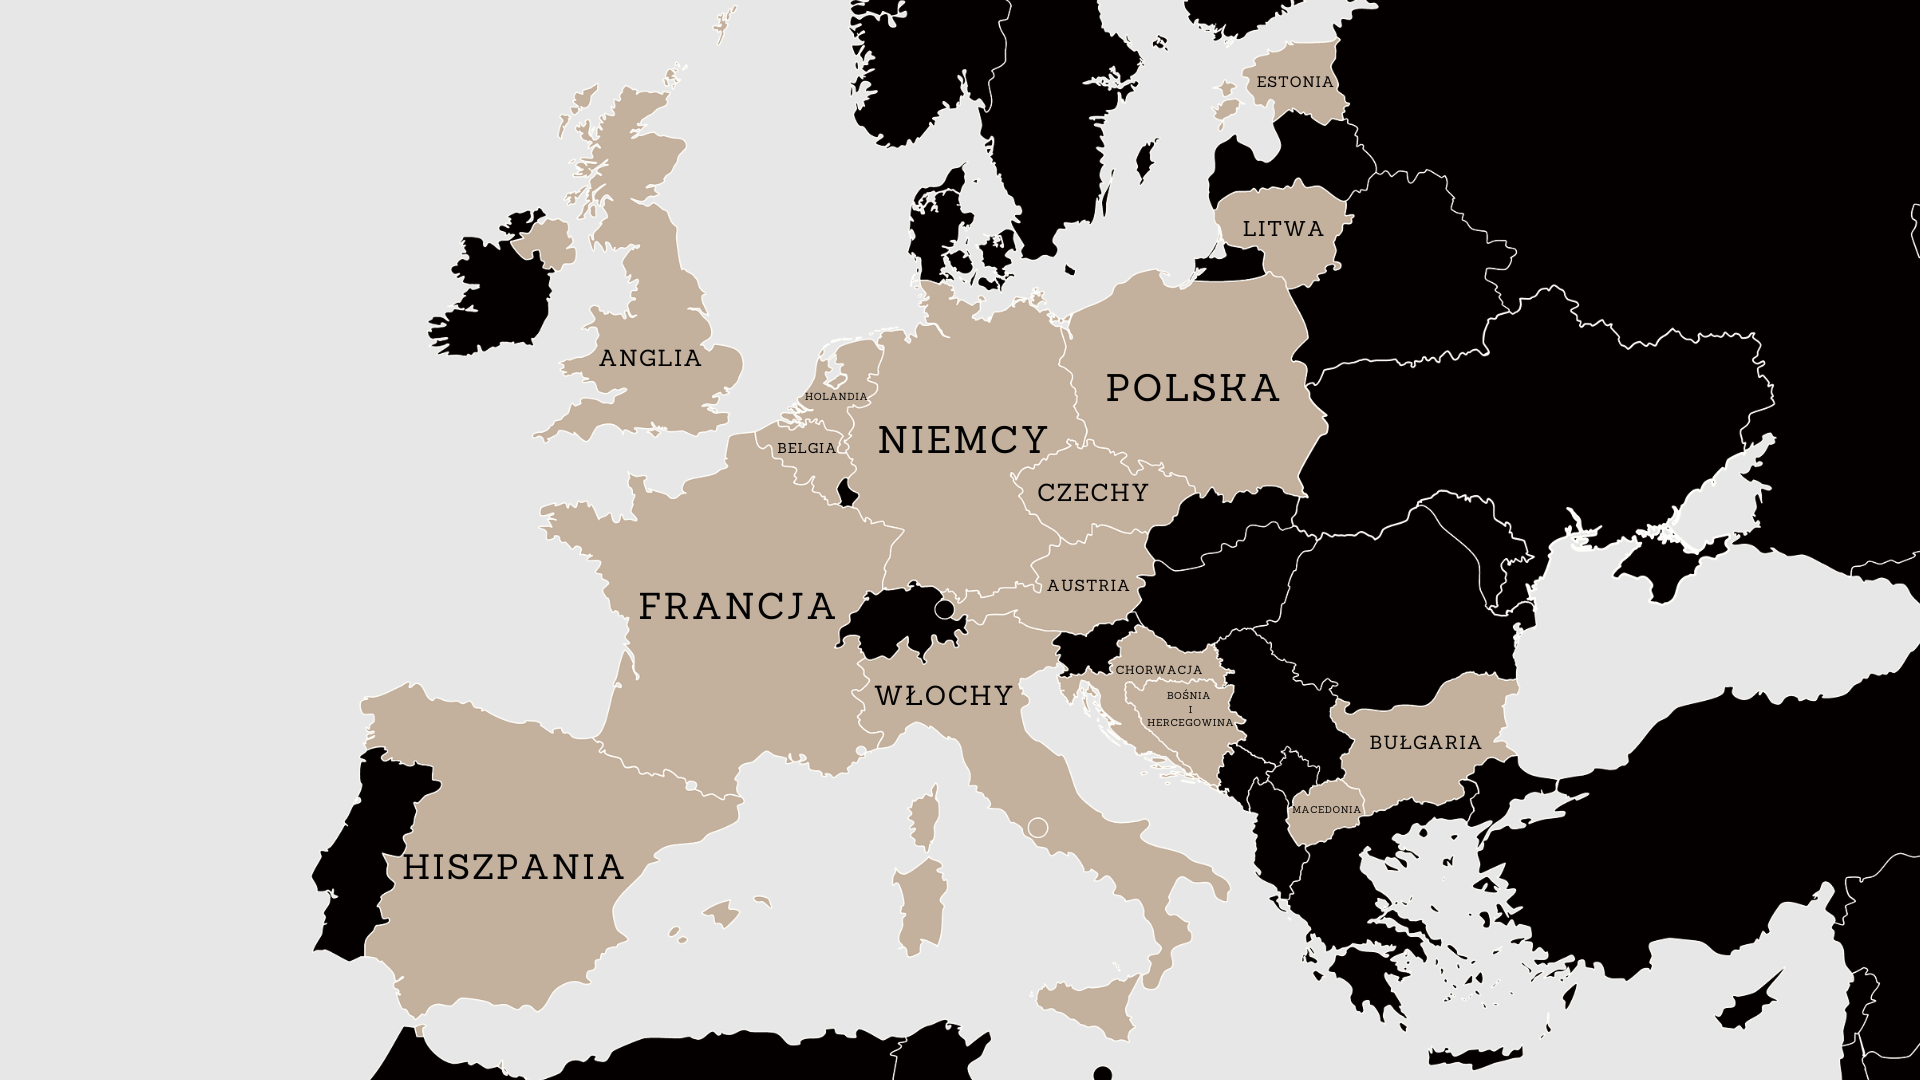 ESTONIA
LITWA
ANGLIA
POLSKA
HOLANDIA
NIEMCY
BELGIA
CZECHY
AUSTRIA
FRANCJA
CHORWACJA
WŁOCHY
BOŚNIA
I
HERCEGOWINA
BUŁGARIA
MACEDONIA
HISZPANIA